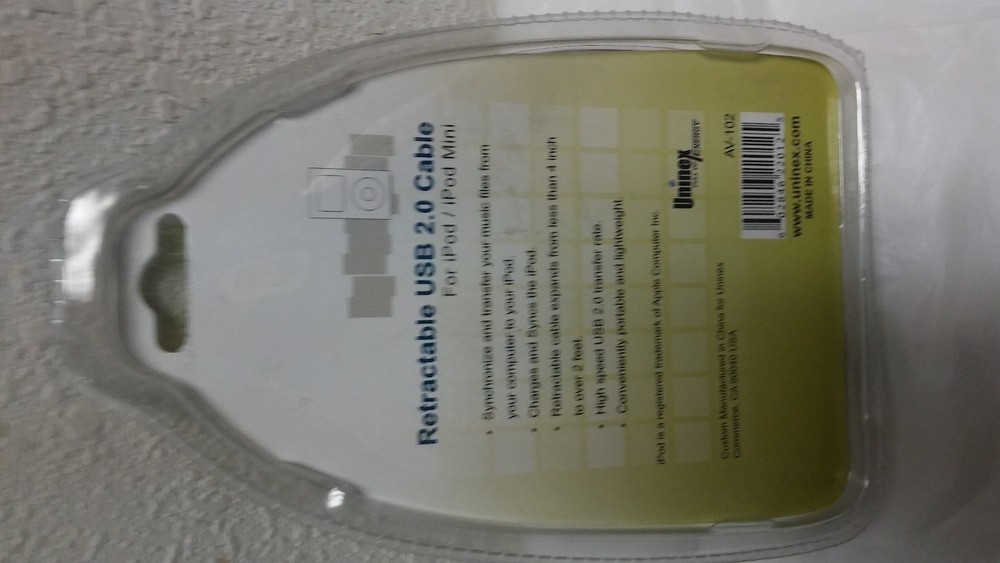 Retractable USB 2.0 Cable
For iPod / iPod Mini
• Synchronize and transfer your music files from
your computer to your iPod.
• Charges and Syncs the iPod.
• Retractable cable expands from less than 4 inch
to over 2 feet.
• High speed USB 2.0 transfer rate.
• Conveniently portable and lightweight.
iPod is a registered trademark of Apple Computer Inc.
Uninex
Custom Manufactured in China for Uninex
Commerce, CA 90040 USA
AV-102
www.uninex.com
MADE IN CHINA